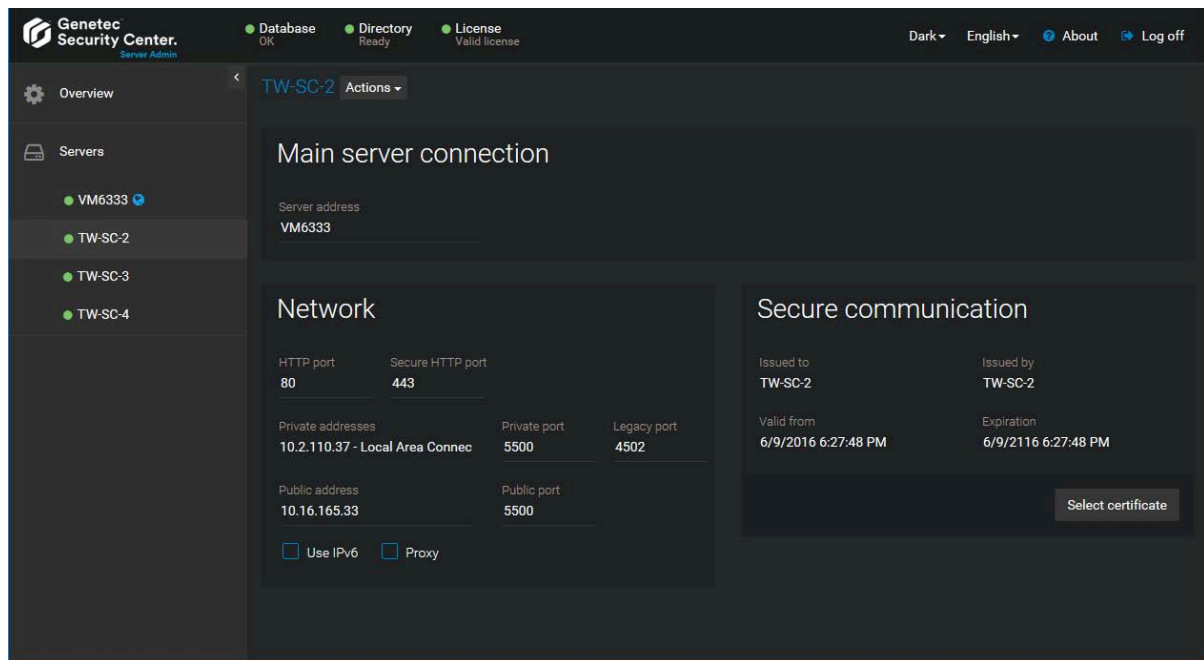 Genetec
Security Center.
Server Admin
Database
OK
Directory
Ready
License
Valid license
Dark
English
About
Log off
Overview
Servers
VM6333
TW-SC-2
TW-SC-3
TW-SC-4
TW-SC-2 Actions
Main server connection
Server address
VM6333
Network
HTTP port Secure HTTP port
80 443
Private addresses Private port Legacy port
10.2.110.37 - Local Area Connec 5500 4502
Public address Public port
10.16.165.33 5500
Use IPv6 Proxy
Secure communication
Issued to Issued by
TW-SC-2 TW-SC-2
Valid from Expiration
6/9/2016 6:27:48 PM 6/9/2116 6:27:48 PM
Select certificate